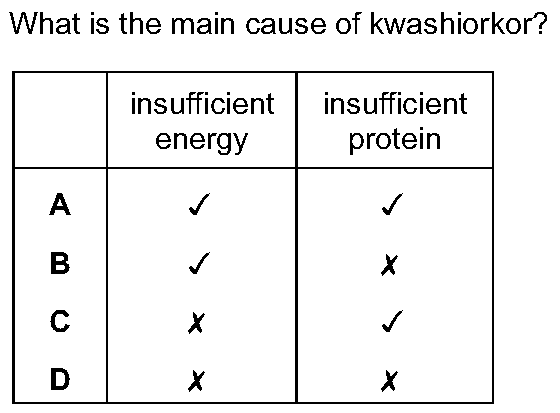 What is the main cause of kwashiorkor?
insufficient energy insufficient protein
A ✓ ✓
B ✓ ✗
C ✗ ✓
D ✗ ✗